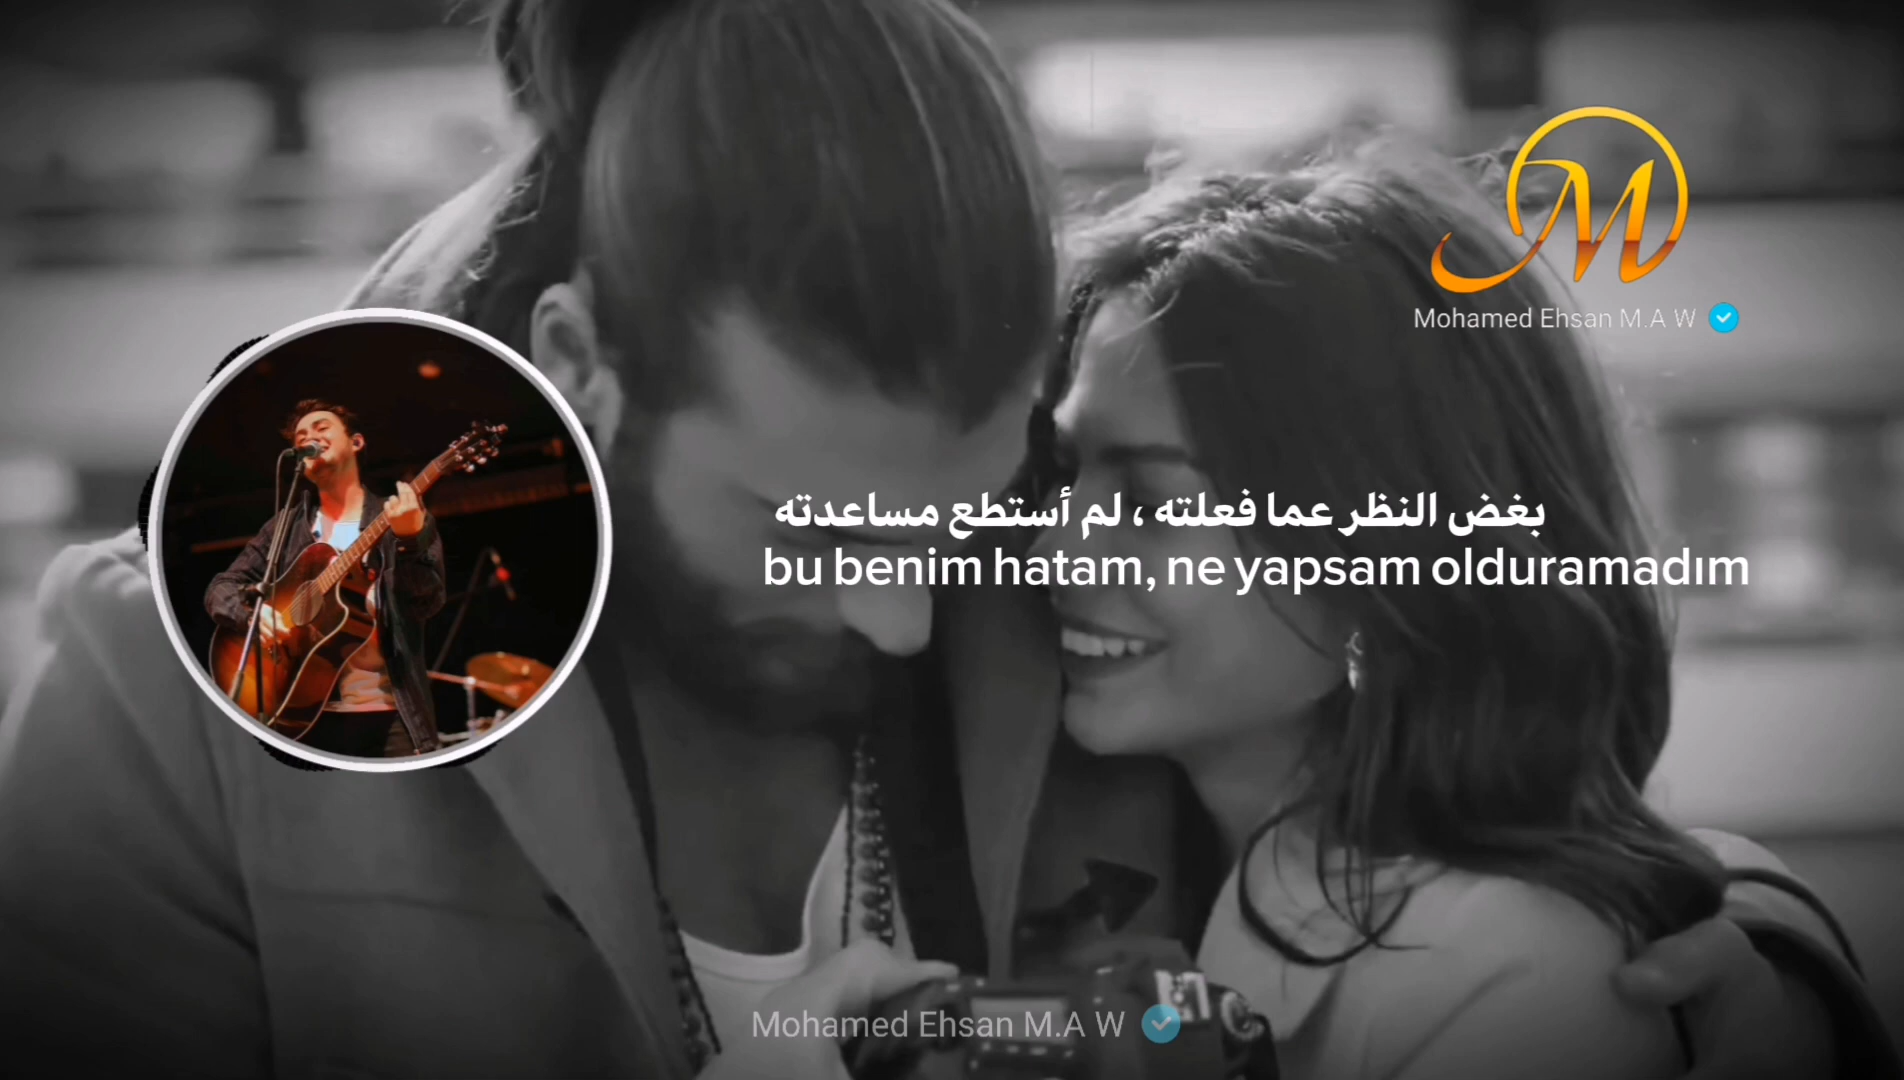 M
Mohamed Ehsan M.A W
بغض النظر عما فعلته ، لم أستطع مساعدته
bu benim hatam, ne yapsam olduramadım
Mohamed Ehsan M.A W